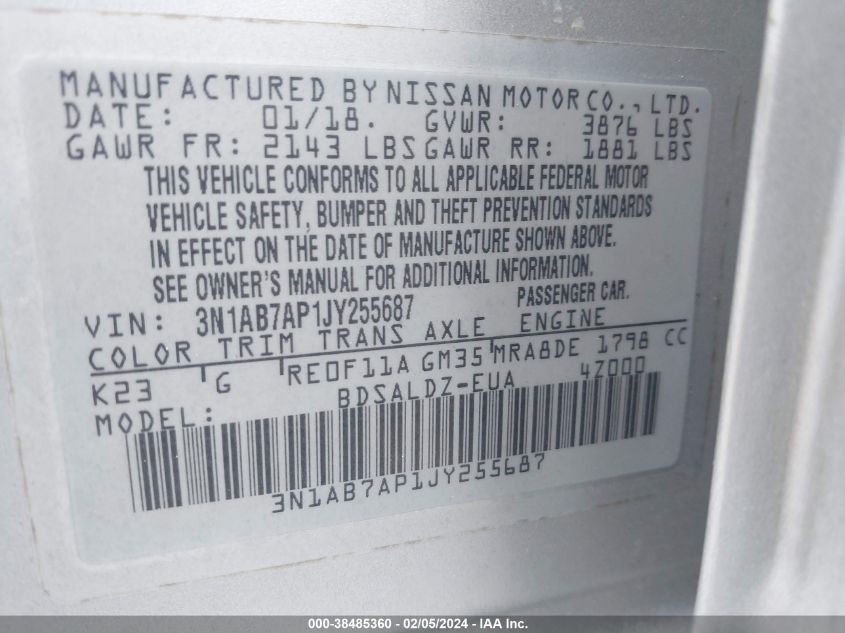 MANUFACTURED BY NISSAN MOTOR CO., LTD.
DATE: 01/18. GVWR: 3876 LBS
GAWR FR: 2143 LBS GAWR RR: 1881 LBS
THIS VEHICLE CONFORMS TO ALL APPLICABLE FEDERAL MOTOR
VEHICLE SAFETY, BUMPER AND THEFT PREVENTION STANDARDS
IN EFFECT ON THE DATE OF MANUFACTURE SHOWN ABOVE.
SEE OWNER'S MANUAL FOR ADDITIONAL INFORMATION.
VIN: 3N1AB7AP1JY255687 PASSENGER CAR.
COLOR TRIM TRANS AXLE ENGINE
K23 G RE0F11A GM35 MRA8DE 1798 CC
MODEL: BDSALDZ-EUA 4Z000
3N1AB7AP1JY255687
000-38485360 - 02/05/2024 - IAA Inc.